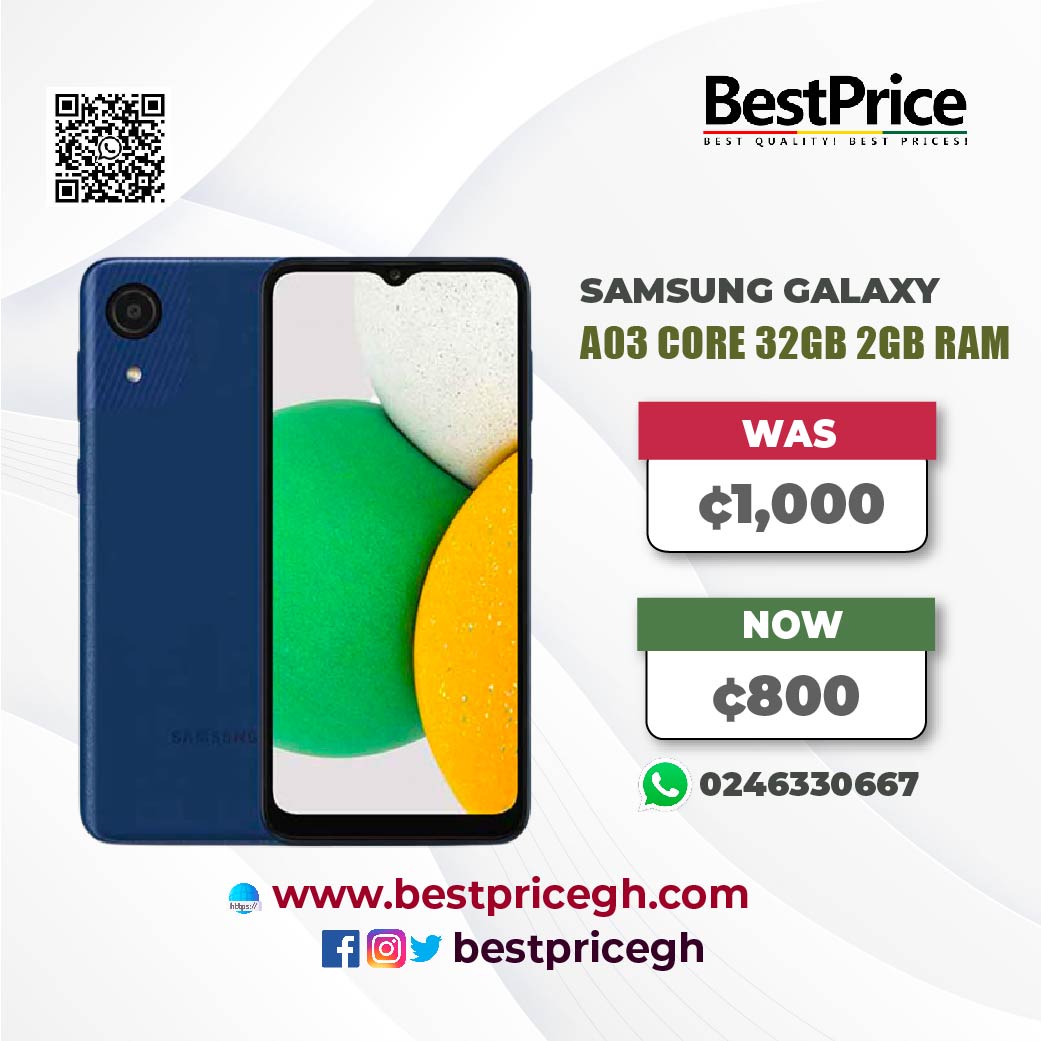 BestPrice
BEST QUALITY! BEST PRICES!
SAMSUNG GALAXY
A03 CORE 32GB 2GB RAM
WAS
¢1,000
NOW
¢800
SAMSUNG
0246330667
https://
www.bestpricegh.com
bestpricegh